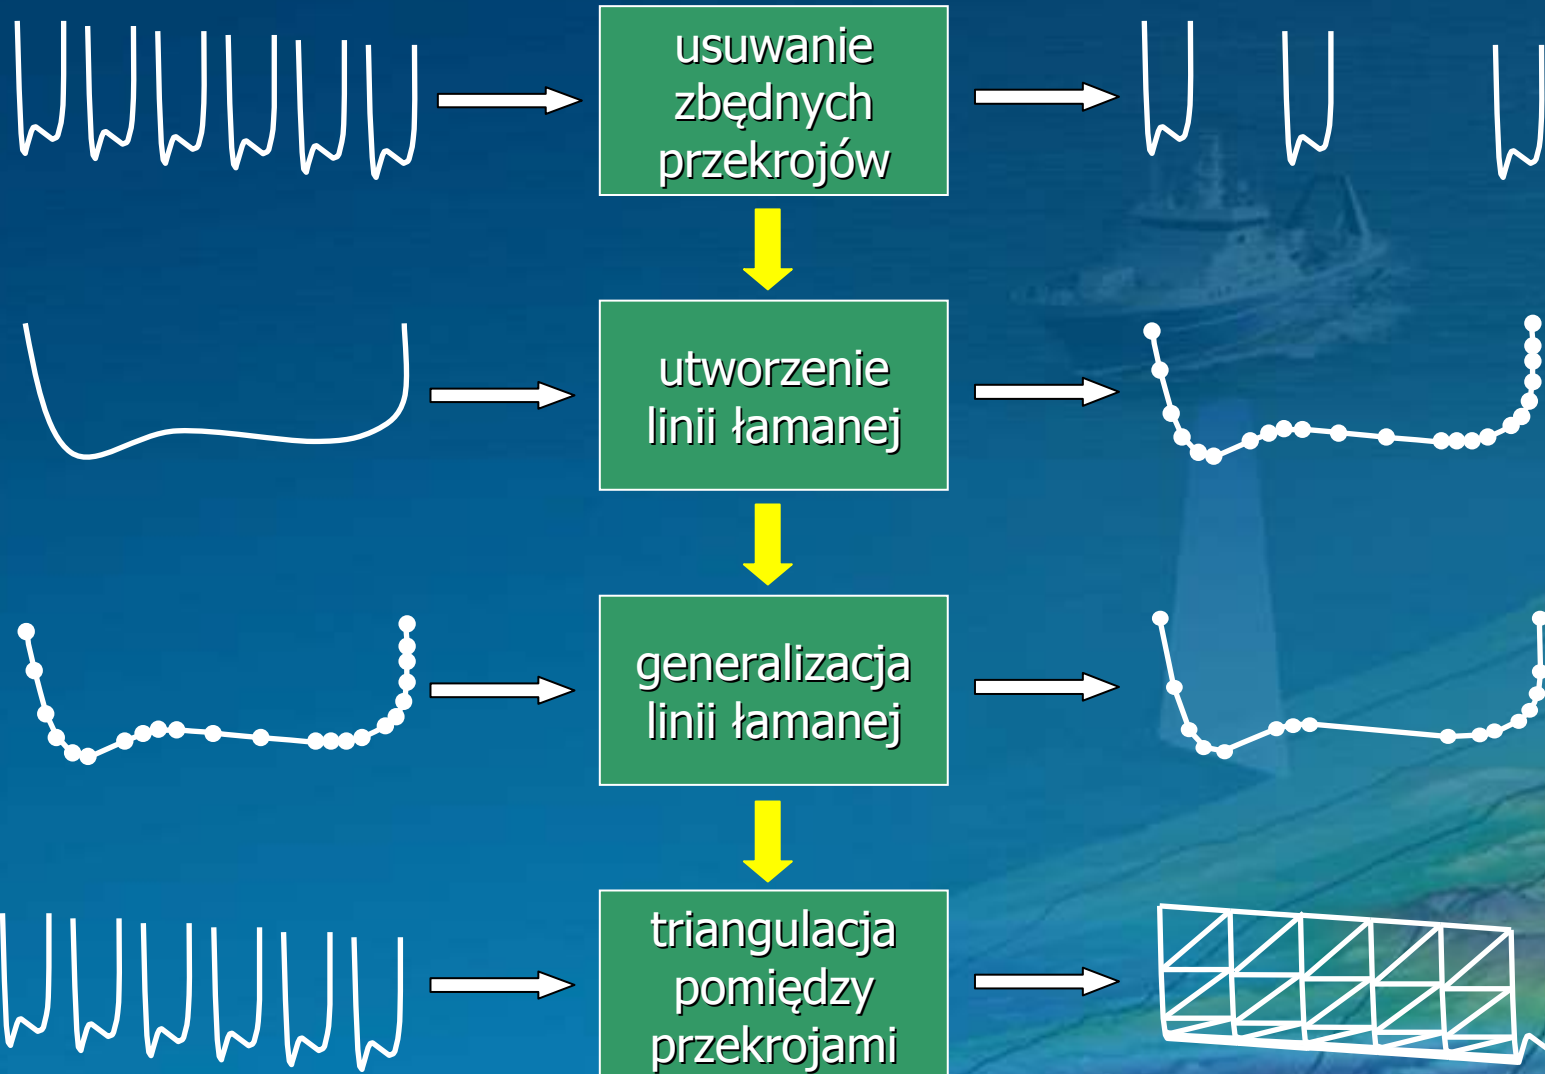 usuwanie
zbędnych
przekrojów
utworzenie
linii łamanej
generalizacja
linii łamanej
triangulacja
pomiędzy
przekrojami